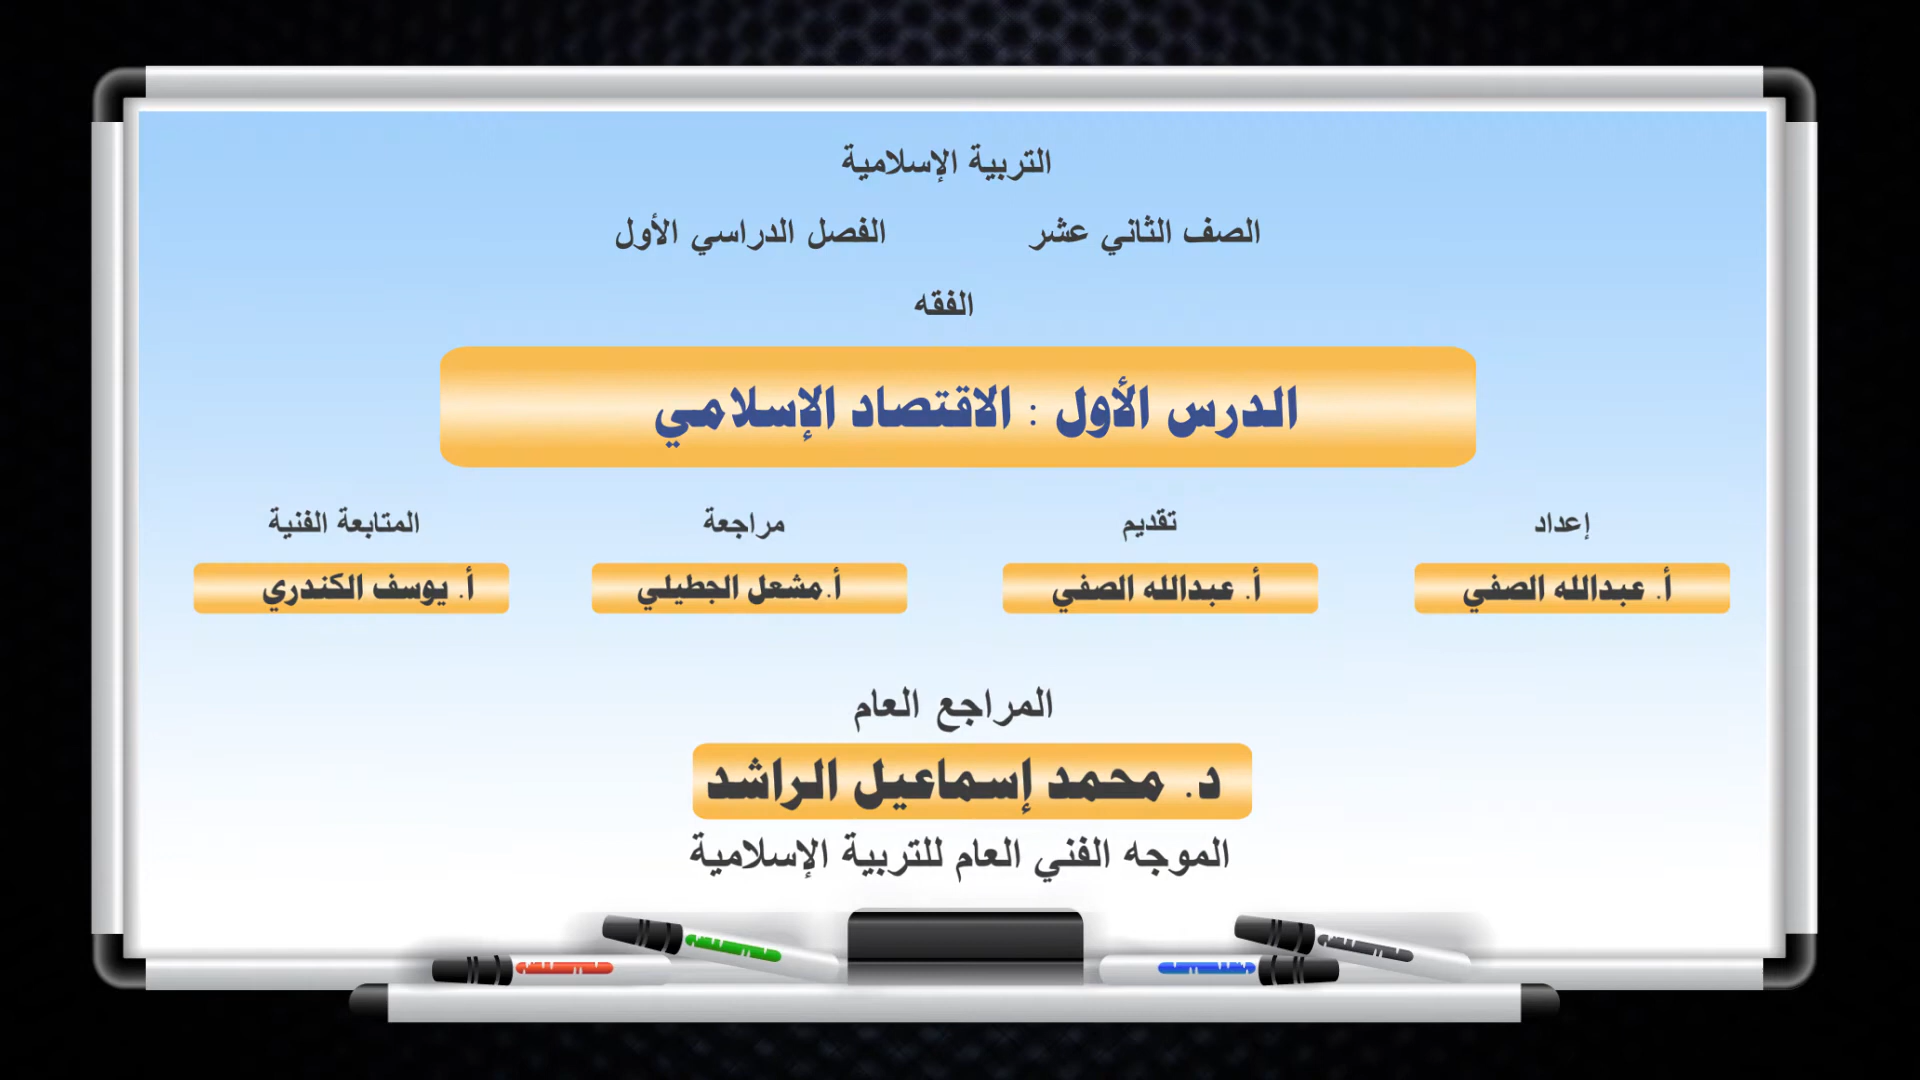 التربية الإسلامية
الصف الثاني عشر الفصل الدراسي الأول
الفقه
الدرس الأول : الاقتصاد الإسلامي
إعداد تقديم مراجعة المتابعة الفنية
أ. عبدالله الصفي أ. عبدالله الصفي أ.مشعل الجطيلي أ. يوسف الكندري
المراجع العام
د. محمد إسماعيل الراشد
الموجه الفني العام للتربية الإسلامية